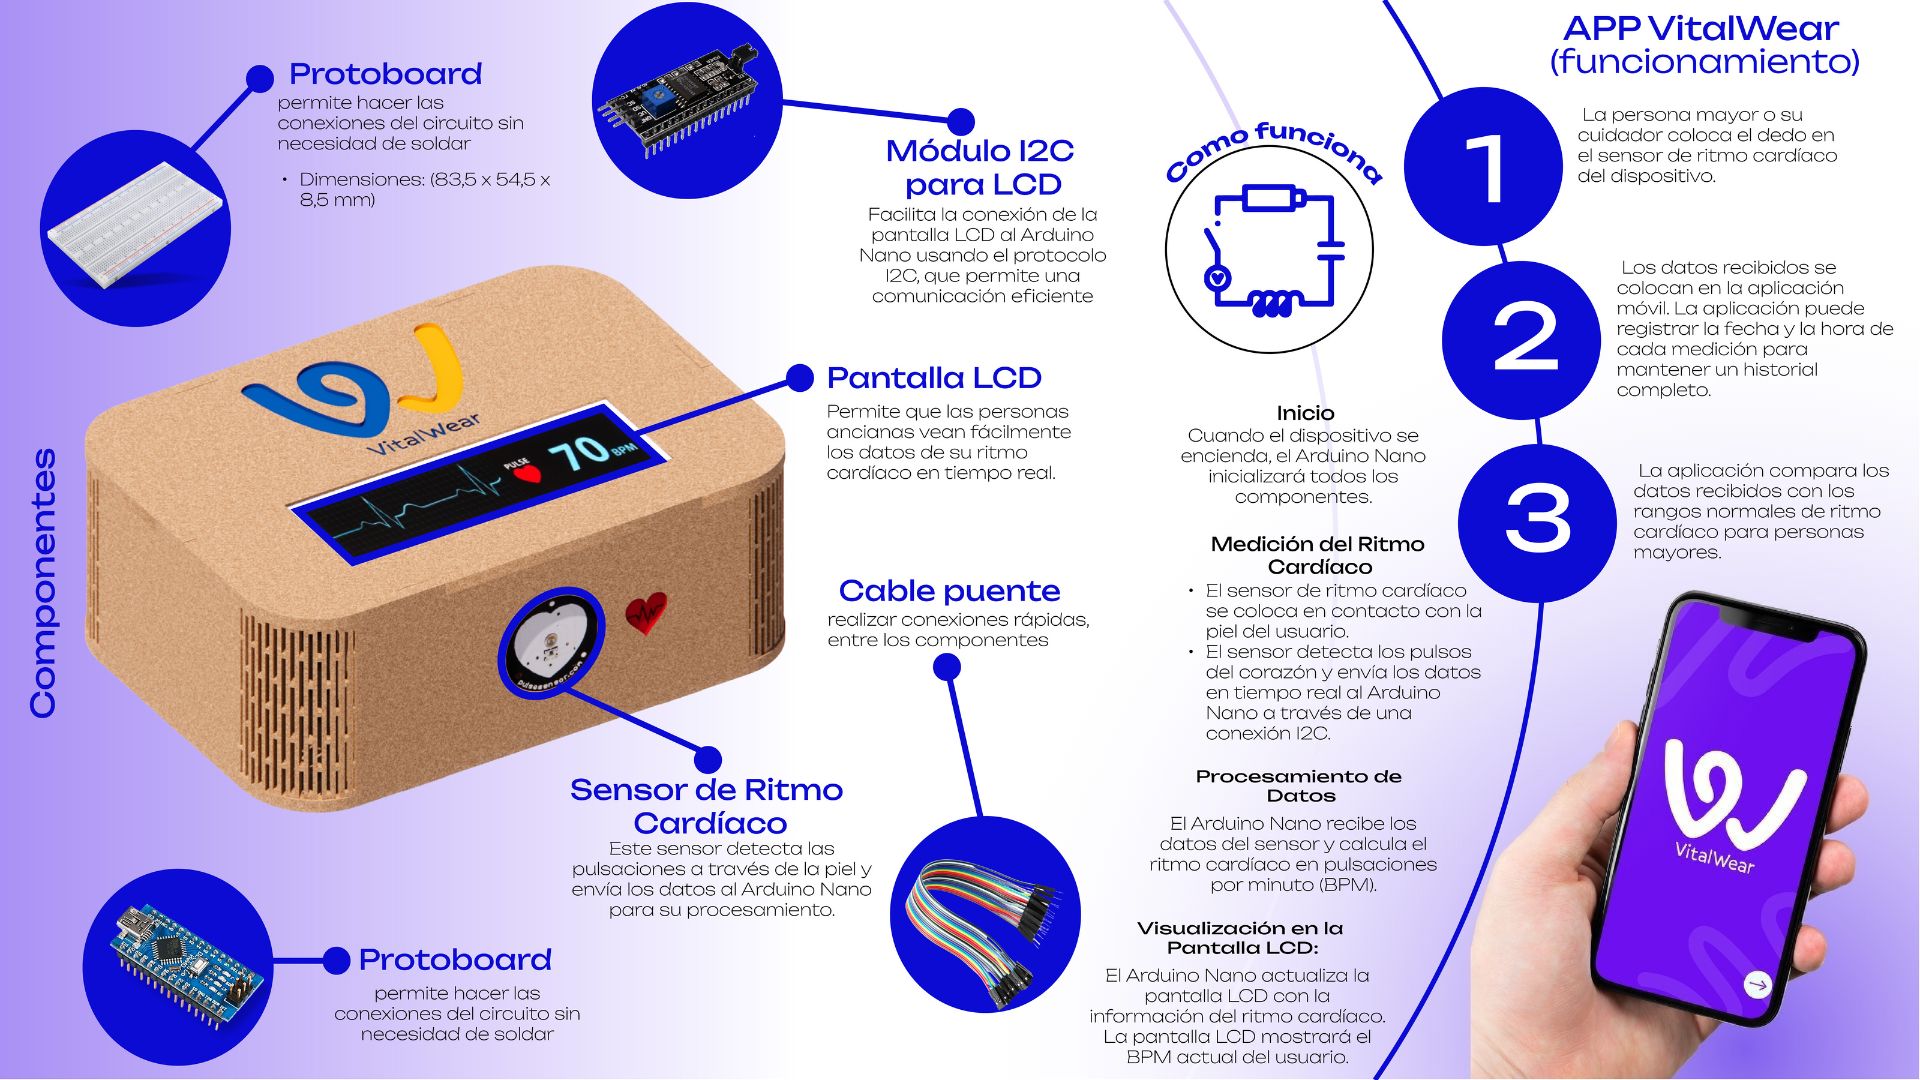 Componentes
Protoboard
permite hacer las
conexiones del circuito sin
necesidad de soldar
• Dimensiones: (83,5 x 54,5 x
8,5 mm)
Módulo I2C
para LCD
Facilita la conexión de la
pantalla LCD al Arduino
Nano usando el protocolo
I2C, que permite una
comunicación eficiente
VitalWear
PULSE
70 BPM
Pantalla LCD
Permite que las personas
ancianas vean fácilmente
los datos de su ritmo
cardíaco en tiempo real.
Cable puente
realizar conexiones rápidas,
entre los componentes
pulsesensor.com
Sensor de Ritmo
Cardíaco
Este sensor detecta las
pulsaciones a través de la piel y
envía los datos al Arduino Nano
para su procesamiento.
Protoboard
permite hacer las
conexiones del circuito sin
necesidad de soldar
Como funciona
Inicio
Cuando el dispositivo se
encienda, el Arduino Nano
inicializará todos los
componentes.
Medición del Ritmo
Cardíaco
• El sensor de ritmo cardíaco
se coloca en contacto con la
piel del usuario.
• El sensor detecta los pulsos
del corazón y envía los datos
en tiempo real al Arduino
Nano a través de una
conexión I2C.
Procesamiento de
Datos
El Arduino Nano recibe los
datos del sensor y calcula el
ritmo cardíaco en pulsaciones
por minuto (BPM).
Visualización en la
Pantalla LCD:
El Arduino Nano actualiza la
pantalla LCD con la
información del ritmo cardíaco.
La pantalla LCD mostrará el
BPM actual del usuario.
APP VitalWear
(funcionamiento)
1
La persona mayor o su
cuidador coloca el dedo en
el sensor de ritmo cardíaco
del dispositivo.
2
Los datos recibidos se
colocan en la aplicación
móvil. La aplicación puede
registrar la fecha y la hora de
cada medición para
mantener un historial
completo.
3
La aplicación compara los
datos recibidos con los
rangos normales de ritmo
cardíaco para personas
mayores.
VitalWear